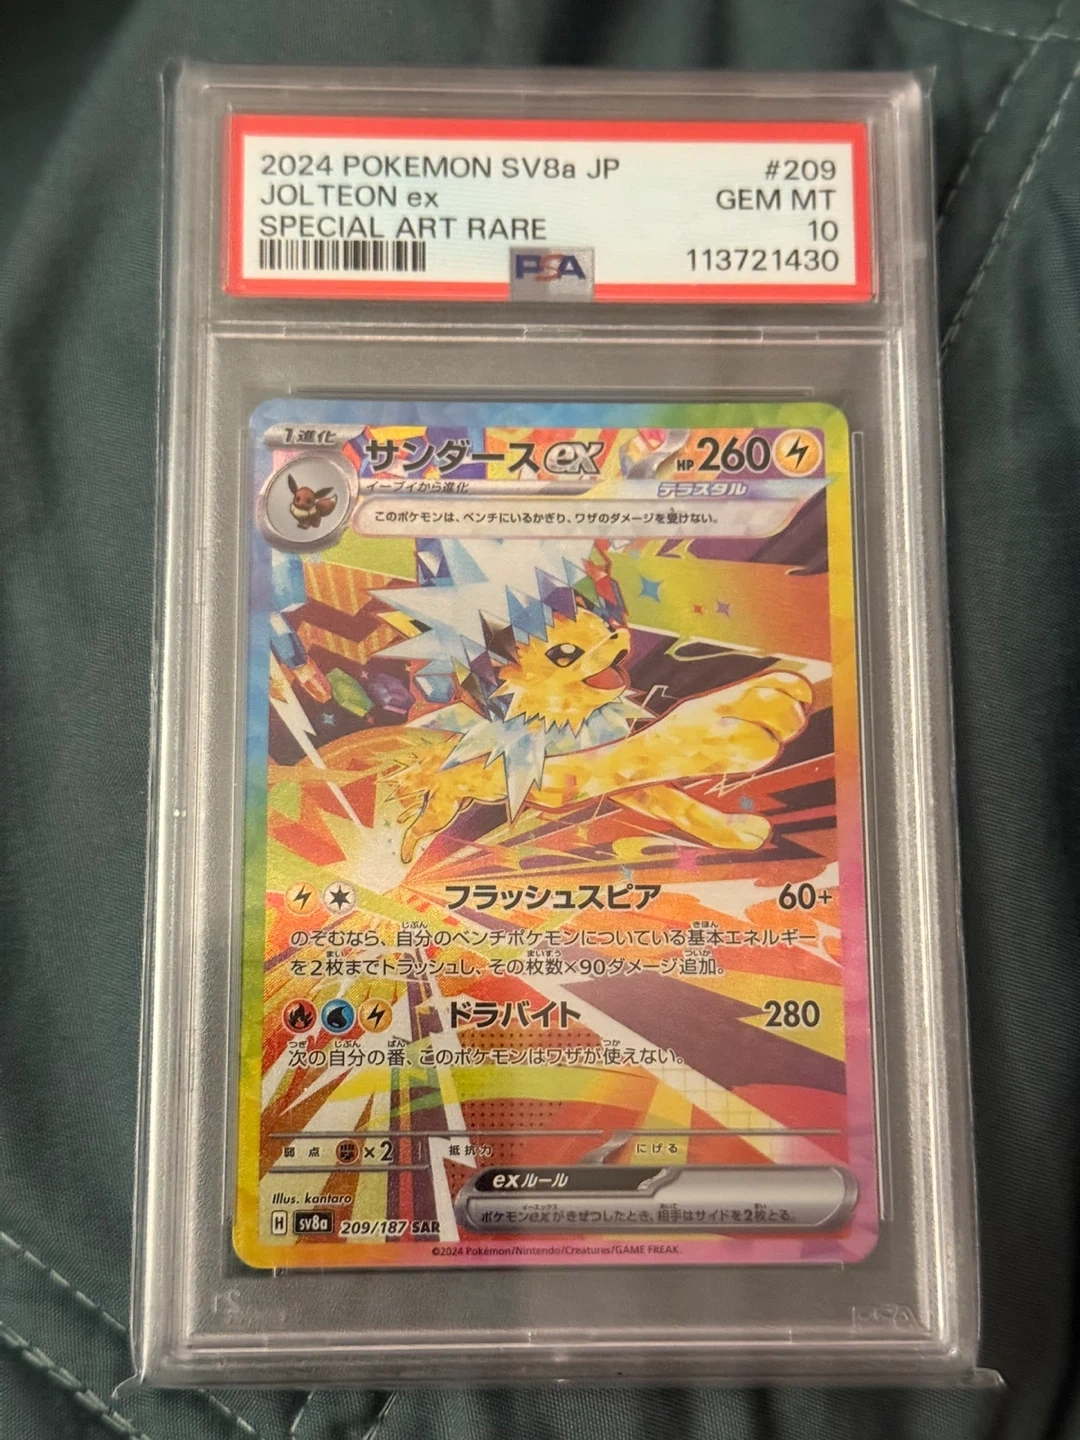 2024 POKEMON SV8a JP #209
JOLTEON ex GEM MT
SPECIAL ART RARE 10
PSA 113721430
1進化 サンダースex HP 260
イーブイから進化 テラスタル
このポケモンは、ベンチにいるかぎり、ワザのダメージを受けない。
フラッシュスピア 60+
のぞむなら、自分のベンチポケモンについている基本エネルギー
を2枚までトラッシュし、その枚数×90ダメージ追加。
ドラバイト 280
次の自分の番、このポケモンはワザが使えない。
弱点 ×2 抵抗力 にげる
exルール
ポケモンexがきぜつしたとき、相手はサイドを2枚とる。
Illus. kantaro
H sv8a 209/187 SAR
©2024 Pokémon/Nintendo/Creatures/GAME FREAK.